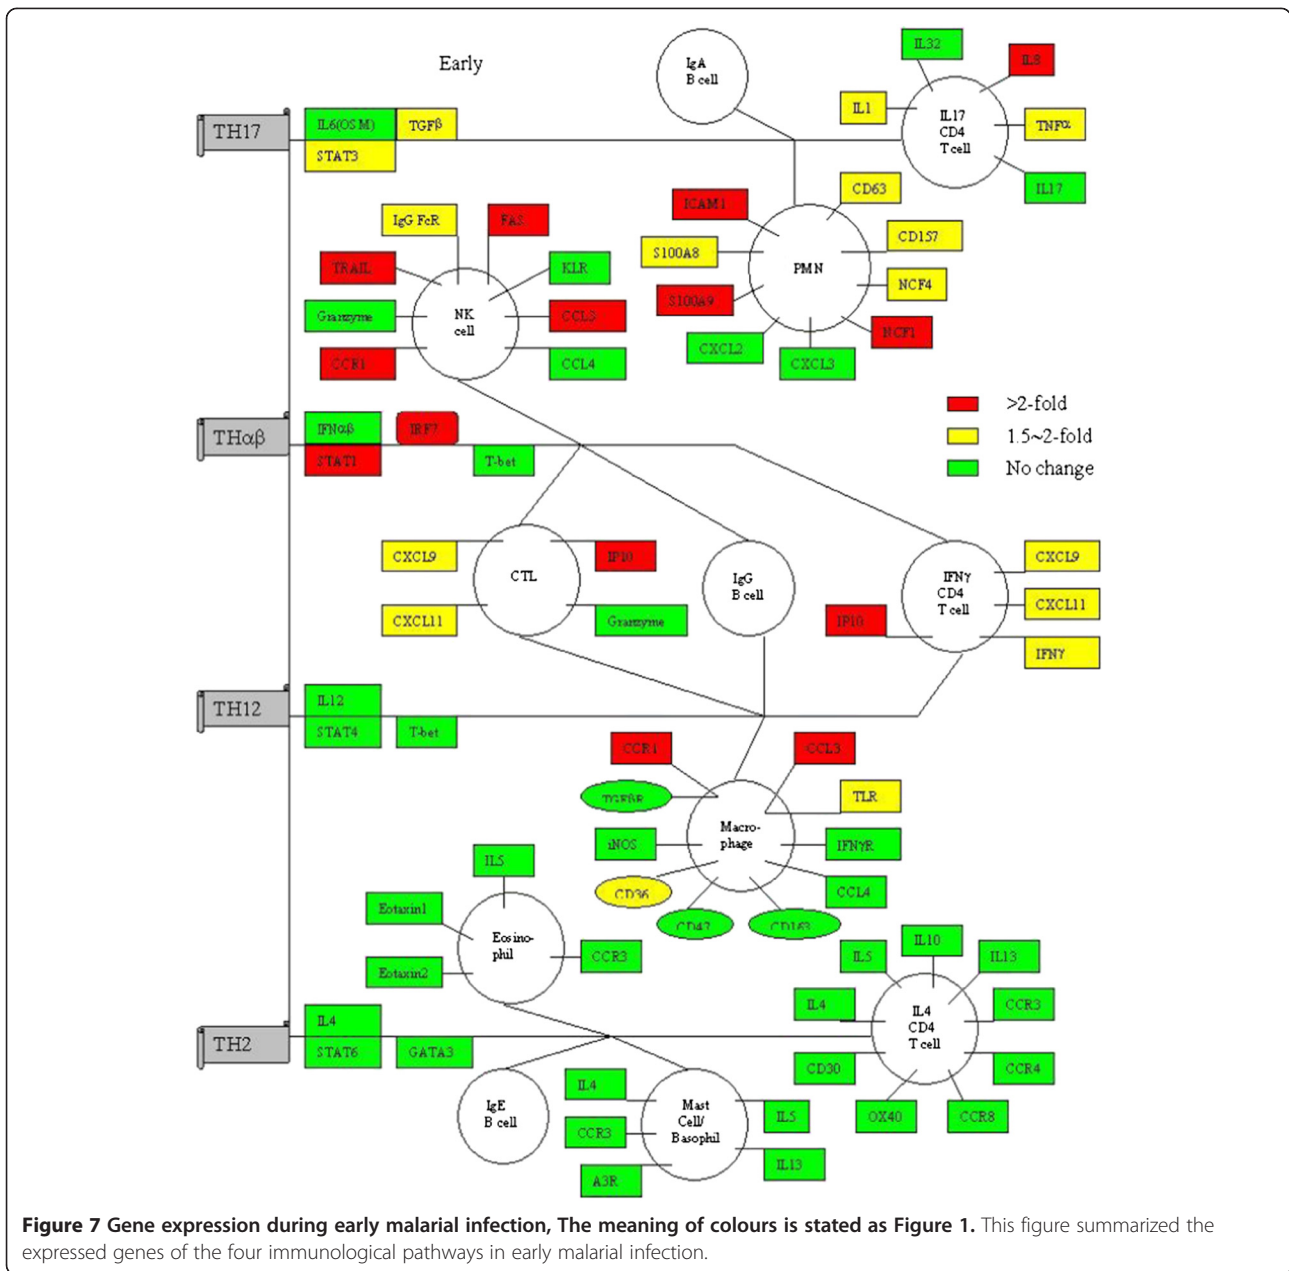 Early
IgA
B cell
IL32
IL8
IL1
IL17
CD4
T cell
TNFα
IL17
TH17
IL6(OSM)
TGFβ
STAT3
IgG FcR
FAS
TRAIL
KLR
Granzyme
NK
cell
CCL3
CCR1
CCL4
ICAM1
CD63
S100A8
CD157
PMN
S100A9
NCF4
NCF1
CXCL2
CXCL3
>2-fold
1.5~2-fold
No change
THαβ
IFNαβ
IRF7
STAT1
T-bet
CXCL9
IP10
CTL
CXCL11
Granzyme
IgG
B cell
IFNγ
CD4
T cell
CXCL9
CXCL11
IP10
IFNγ
TH12
IL12
STAT4
T-bet
CCR1
CCL3
TGFβR
TLR
Macro-
phage
iNOS
IFNγR
CD36
CCL4
CD47
CD163
IL5
Eotaxin1
Eosino-
phil
Eotaxin2
CCR3
IL10
IL5
IL13
IL4
IL4
CD4
T cell
CCR3
CD30
CCR4
OX40
CCR8
TH2
IL4
STAT6
GATA3
IgE
B cell
IL4
Mast
Cell/
Basophil
IL5
CCR3
IL13
A3R
Figure 7 Gene expression during early malarial infection, The meaning of colours is stated as Figure 1. This figure summarized the
expressed genes of the four immunological pathways in early malarial infection.